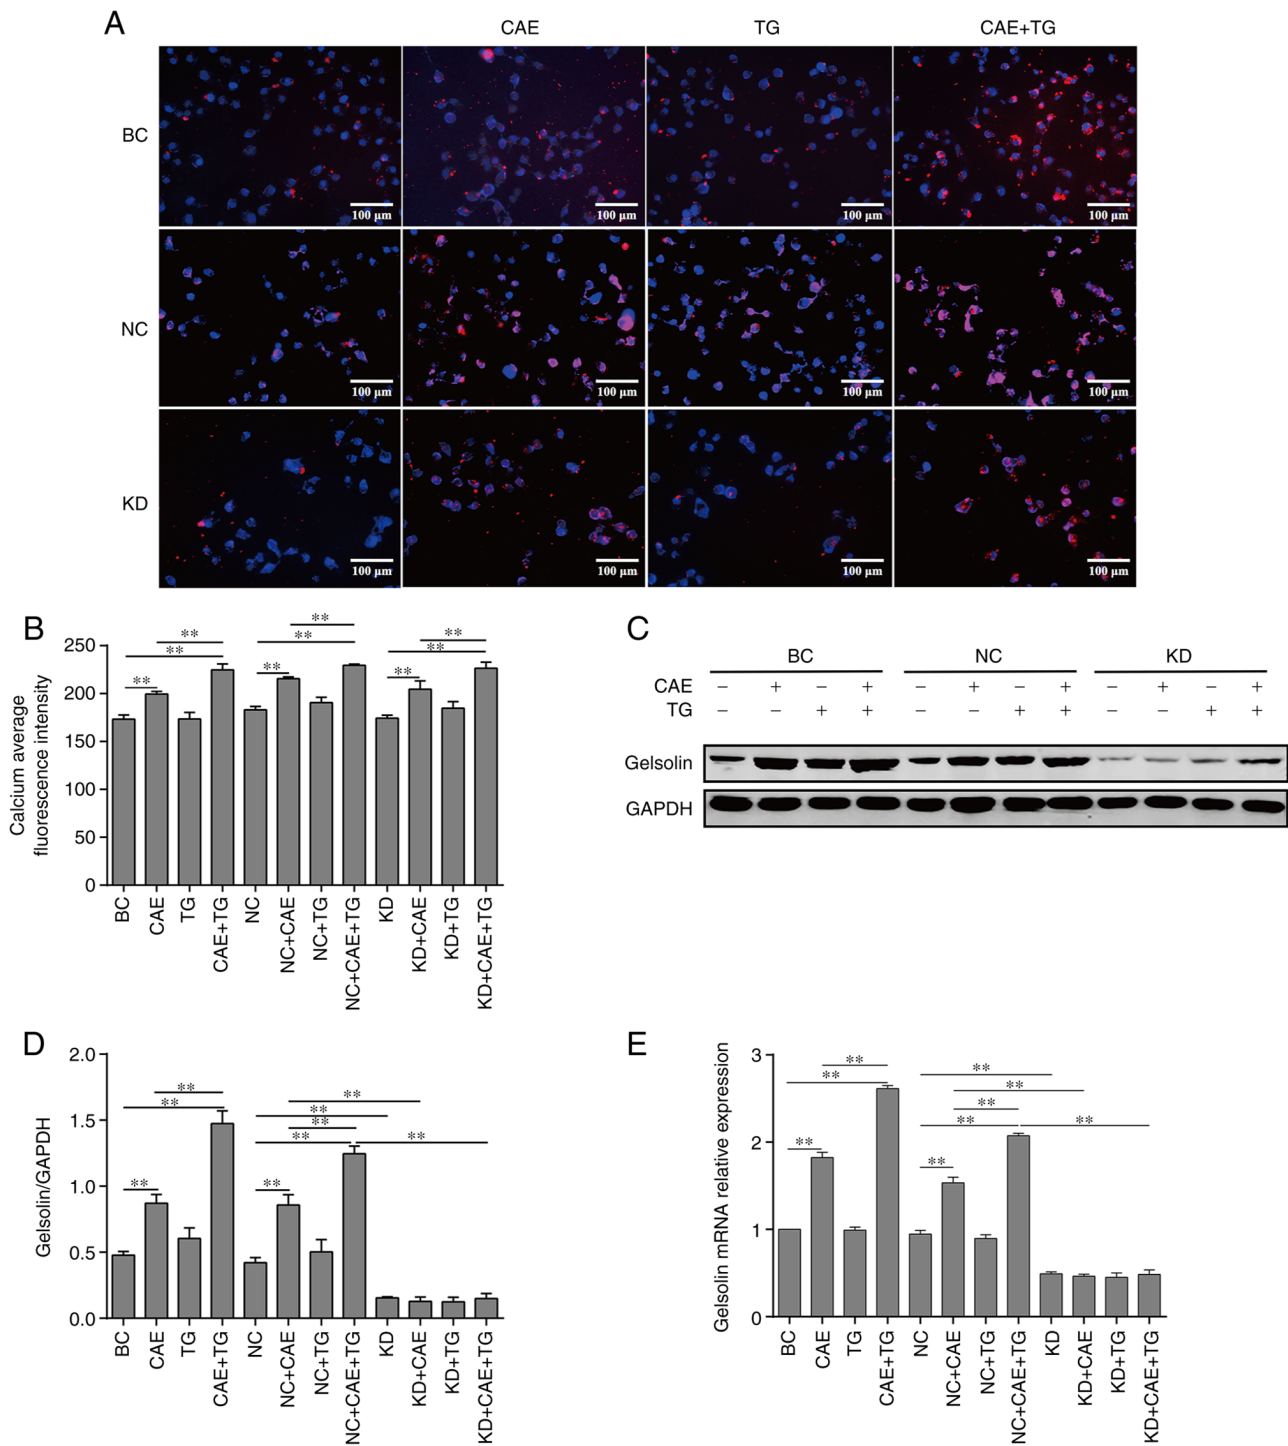 A
CAE
TG
CAE+TG
BC
100 μm
100 μm
100 μm
100 μm
NC
100 μm
100 μm
100 μm
100 μm
KD
100 μm
100 μm
100 μm
100 μm
B
Calcium average
fluorescence intensity
250
200
150
100
50
0
**
**
**
**
**
**
**
**
**
BC
CAE
TG
CAE+TG
NC
NC+CAE
NC+TG
NC+CAE+TG
KD
KD+CAE
KD+TG
KD+CAE+TG
C
BC
NC
KD
CAE − + − + − + − + − + − +
TG − − + + − − + + − − + +
Gelsolin
GAPDH
D
Gelsolin/GAPDH
2.0
1.5
1.0
0.5
0.0
**
**
**
**
**
**
**
**
**
BC
CAE
TG
CAE+TG
NC
NC+CAE
NC+TG
NC+CAE+TG
KD
KD+CAE
KD+TG
KD+CAE+TG
E
Gelsolin mRNA relative expression
3
2
1
0
**
**
**
**
**
**
**
**
**
BC
CAE
TG
CAE+TG
NC
NC+CAE
NC+TG
NC+CAE+TG
KD
KD+CAE
KD+TG
KD+CAE+TG